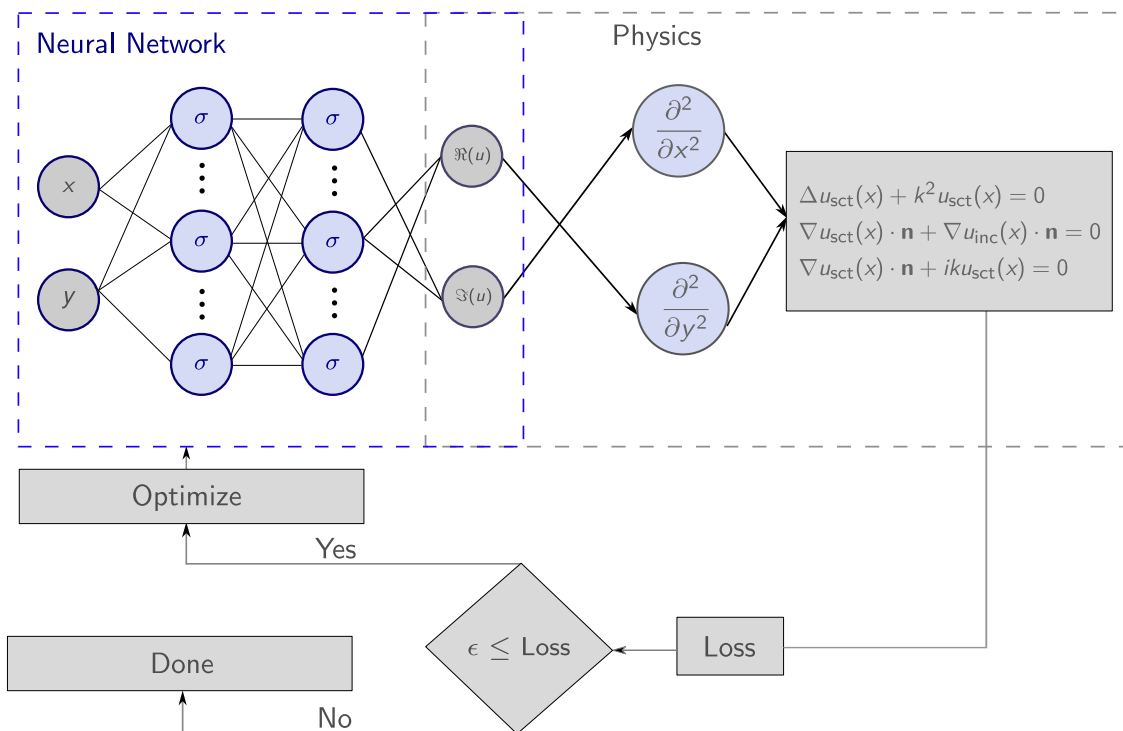 Neural Network
Physics
x
y
σ
σ
σ
σ
σ
σ
ℜ(u)
ℑ(u)
∂²/∂x²
∂²/∂y²
Δu_sct(x) + k²u_sct(x) = 0
∇u_sct(x) · n + ∇u_inc(x) · n = 0
∇u_sct(x) · n + iku_sct(x) = 0
Optimize
Yes
ϵ ≤ Loss
Loss
Done
No